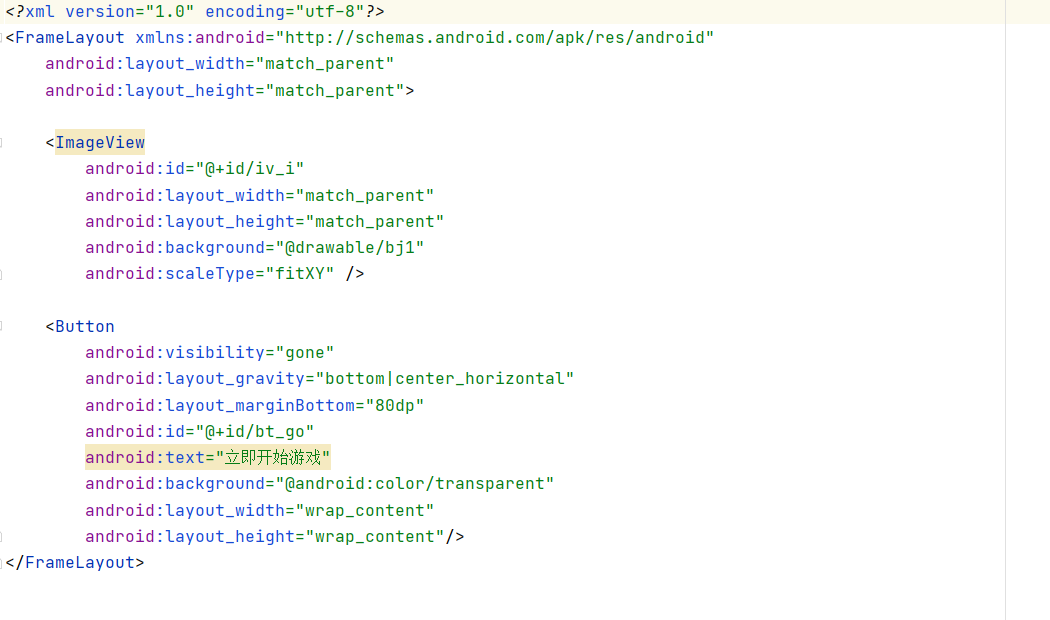 <?xml version="1.0" encoding="utf-8"?>
<FrameLayout xmlns:android="http://schemas.android.com/apk/res/android"
    android:layout_width="match_parent"
    android:layout_height="match_parent">

    <ImageView
        android:id="@+id/iv_i"
        android:layout_width="match_parent"
        android:layout_height="match_parent"
        android:background="@drawable/bj1"
        android:scaleType="fitXY" />

    <Button
        android:visibility="gone"
        android:layout_gravity="bottom|center_horizontal"
        android:layout_marginBottom="80dp"
        android:id="@+id/bt_go"
        android:text="立即开始游戏"
        android:background="@android:color/transparent"
        android:layout_width="wrap_content"
        android:layout_height="wrap_content"/>
</FrameLayout>